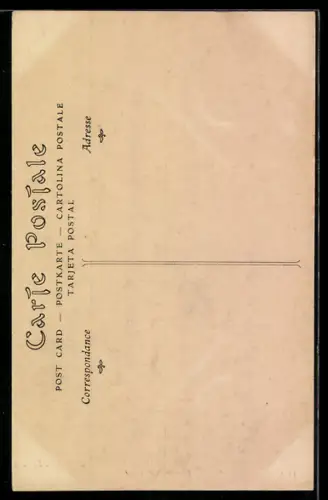 Carte Postale
POST CARD — POSTKARTE — CARTOLINA POSTALE
TARJETA POSTAL
Correspondance
Adresse